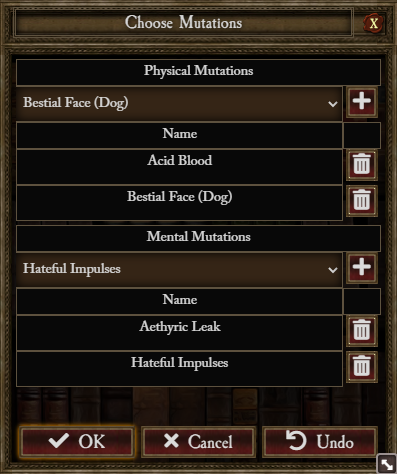 Choose Mutations
X
Physical Mutations
Bestial Face (Dog)
Name
Acid Blood
Bestial Face (Dog)
Mental Mutations
Hateful Impulses
Name
Aethyric Leak
Hateful Impulses
OK
Cancel
Undo